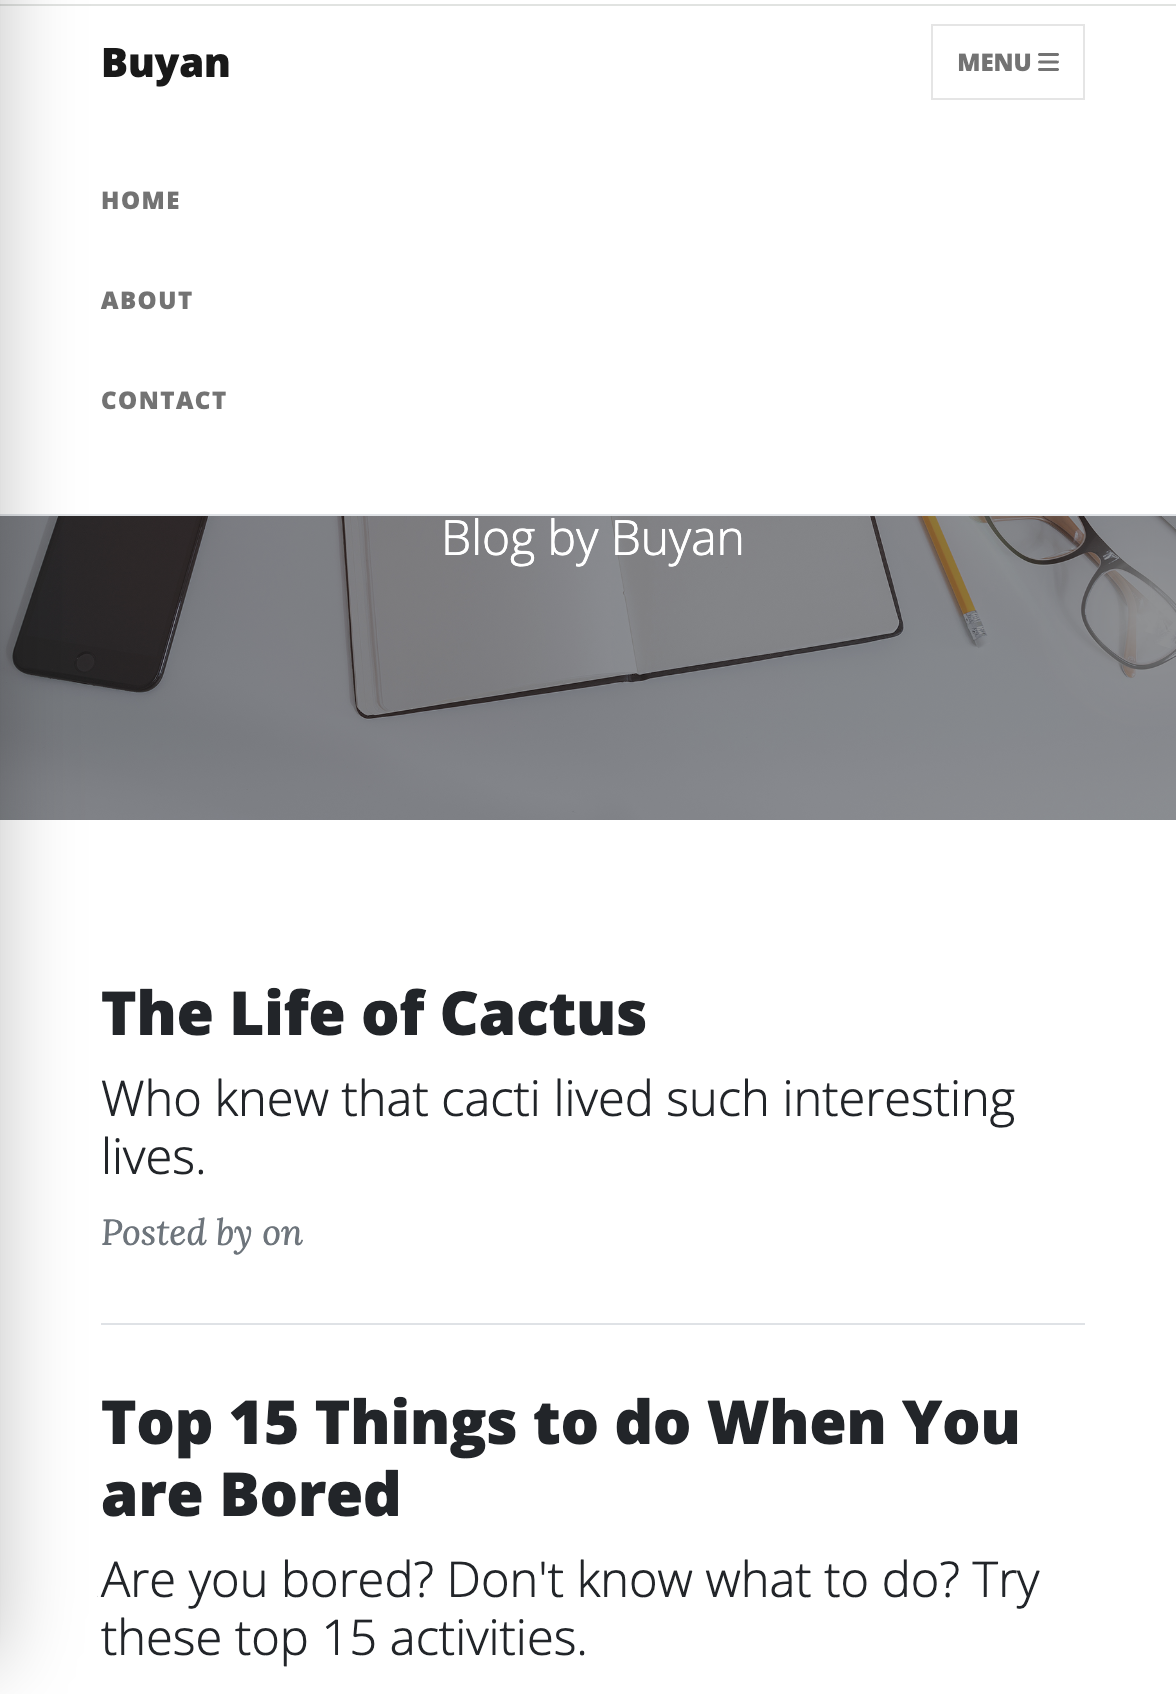 Buyan
MENU
HOME
ABOUT
CONTACT
Blog by Buyan
The Life of Cactus
Who knew that cacti lived such interesting
lives.
Posted by on
Top 15 Things to do When You
are Bored
Are you bored? Don't know what to do? Try
these top 15 activities.